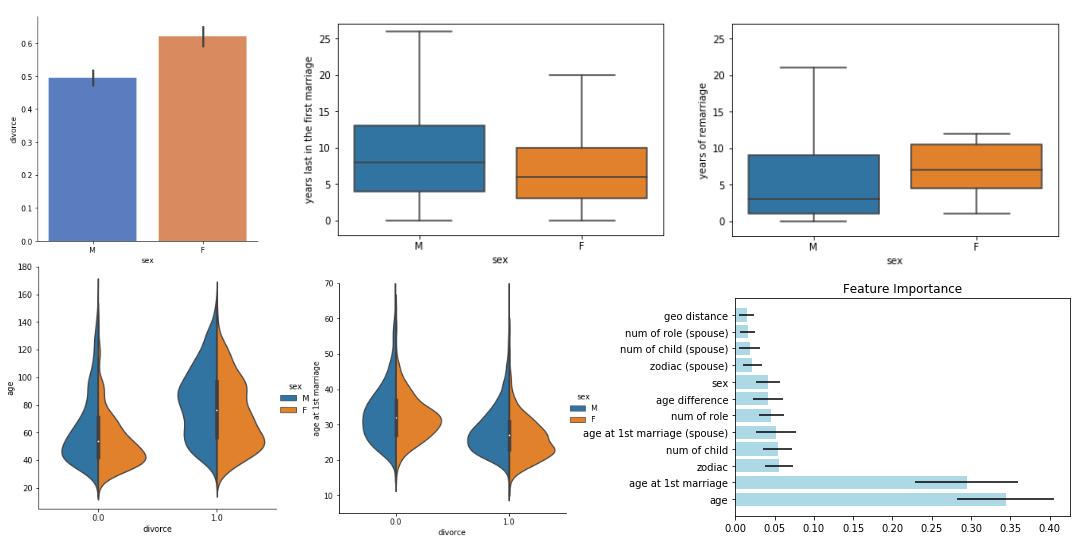 divorce
0.6
0.5
0.4
0.3
0.2
0.1
0.0
M F
sex
years last in the first marriage
25
20
15
10
5
0
M F
sex
years of remarriage
25
20
15
10
5
0
M F
sex
age
180
160
140
120
100
80
60
40
20
0.0 1.0
divorce
sex
M
F
age at 1st marriage
70
60
50
40
30
20
10
0.0 1.0
divorce
sex
M
F
Feature Importance
geo distance
num of role (spouse)
num of child (spouse)
zodiac (spouse)
sex
age difference
num of role
age at 1st marriage (spouse)
num of child
zodiac
age at 1st marriage
age
0.00 0.05 0.10 0.15 0.20 0.25 0.30 0.35 0.40